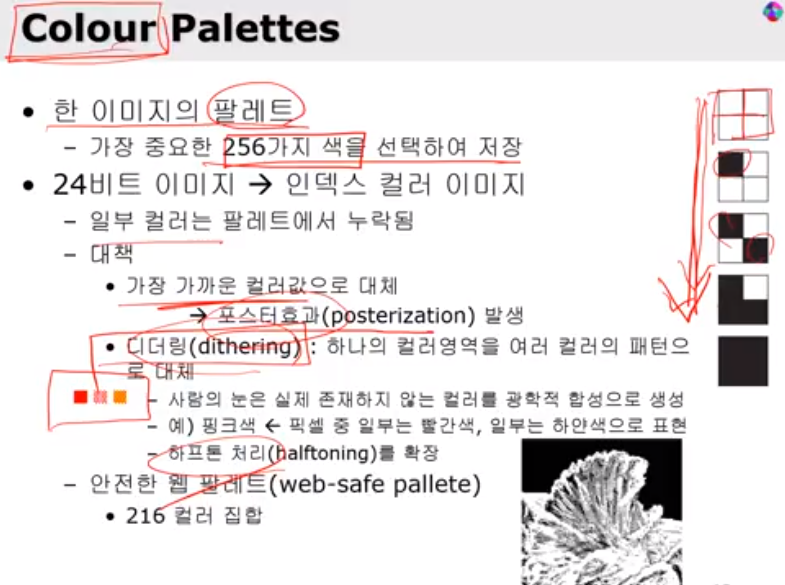 Colour Palettes
• 한 이미지의 팔레트
– 가장 중요한 256가지 색을 선택하여 저장
• 24비트 이미지 → 인덱스 컬러 이미지
– 일부 컬러는 팔레트에서 누락됨
– 대책
• 가장 가까운 컬러값으로 대체
→ 포스터효과(posterization) 발생
• 디더링(dithering) : 하나의 컬러영역을 여러 컬러의 패턴으
로 대체
– 사람의 눈은 실제 존재하지 않는 컬러를 광학적 합성으로 생성
– 예) 핑크색 ← 픽셀 중 일부는 빨간색, 일부는 하얀색으로 표현
– 하프톤 처리(halftoning)를 확장
– 안전한 웹 팔레트(web-safe pallete)
• 216 컬러 집합